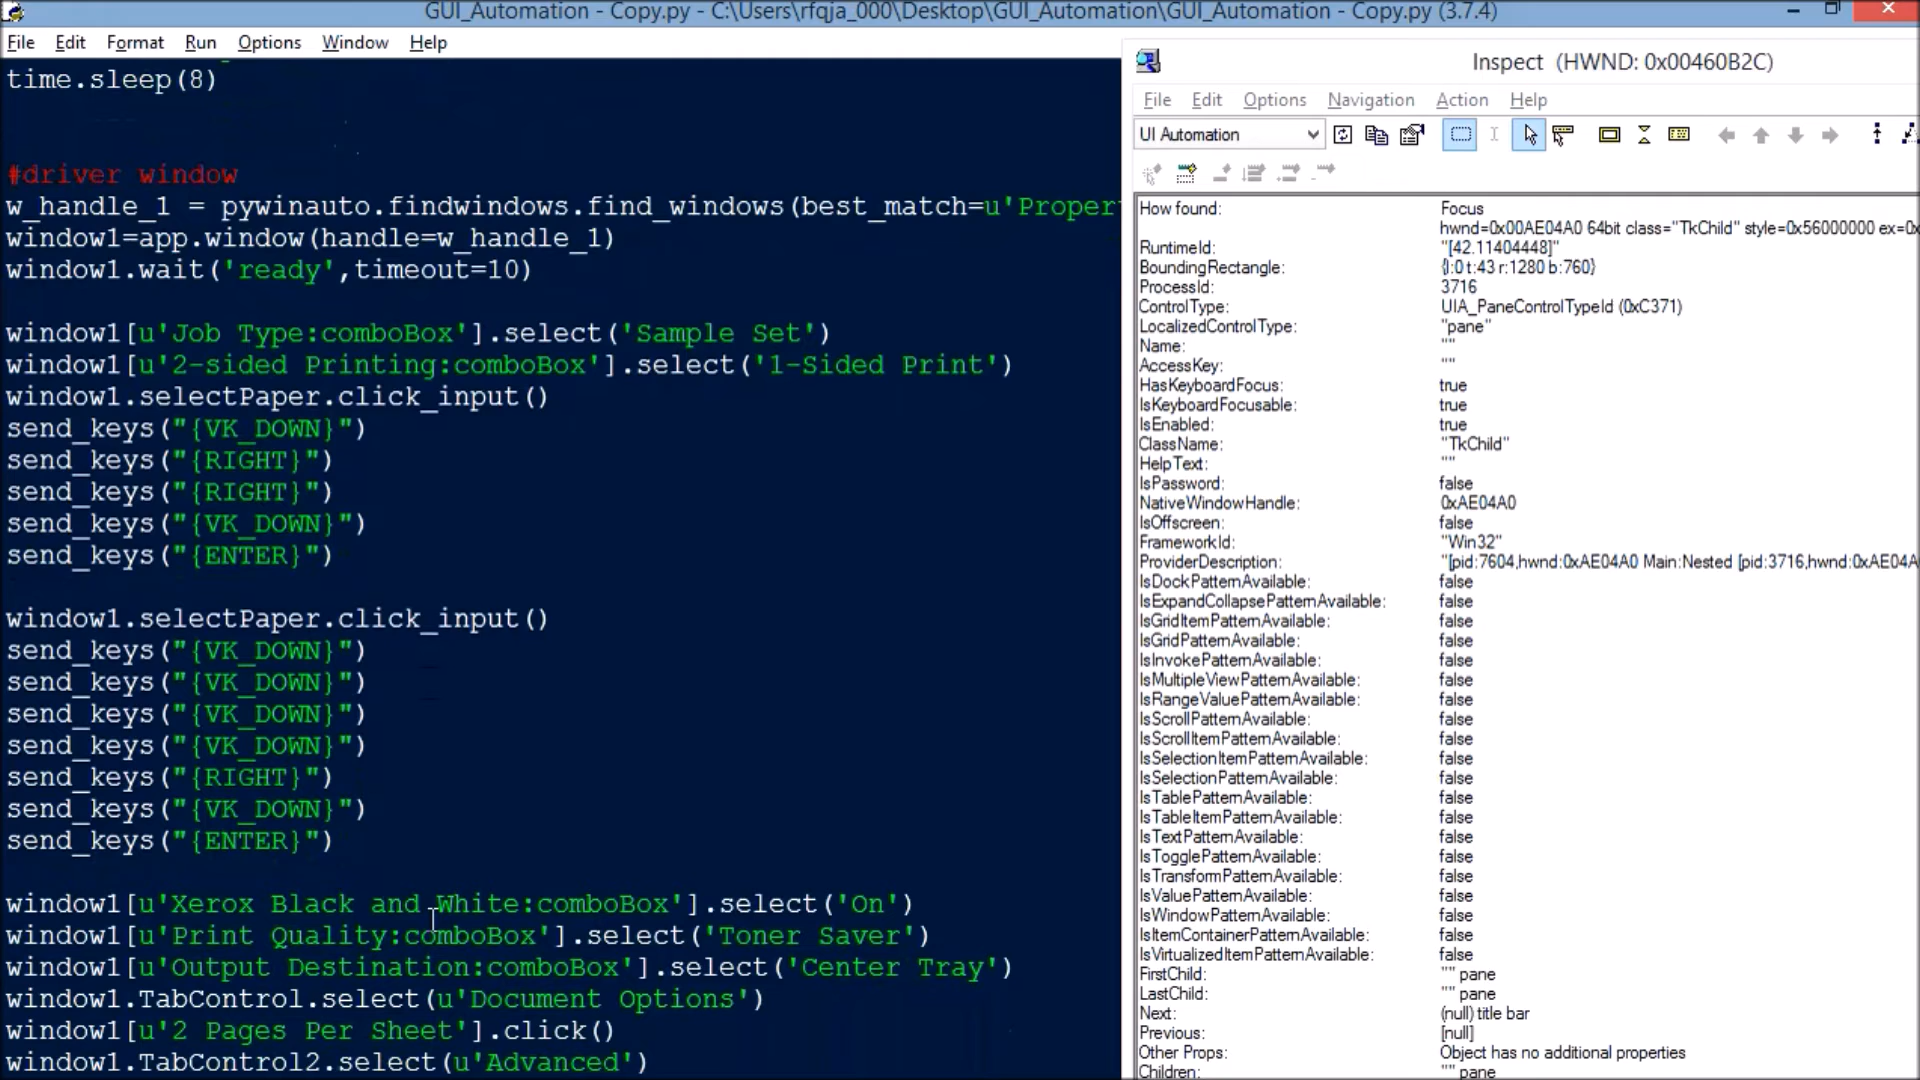 GUI_Automation - Copy.py - C:\Users\rfqja_000\Desktop\GUI_Automation\GUI_Automation - Copy.py (3.7.4)
File Edit Format Run Options Window Help
time.sleep(8)
#driver window
w_handle_1 = pywinauto.findwindows.find_windows(best_match=u'Proper
window1=app.window(handle=w_handle_1)
window1.wait('ready',timeout=10)
window1[u'Job Type:comboBox'].select('Sample Set')
window1[u'2-sided Printing:comboBox'].select('1-Sided Print')
window1.selectPaper.click_input()
send_keys("{VK_DOWN}")
send_keys("{RIGHT}")
send_keys("{RIGHT}")
send_keys("{VK_DOWN}")
send_keys("{ENTER}")
window1.selectPaper.click_input()
send_keys("{VK_DOWN}")
send_keys("{VK_DOWN}")
send_keys("{VK_DOWN}")
send_keys("{VK_DOWN}")
send_keys("{RIGHT}")
send_keys("{VK_DOWN}")
send_keys("{ENTER}")
window1[u'Xerox Black and White:comboBox'].select('On')
window1[u'Print Quality:comboBox'].select('Toner Saver')
window1[u'Output Destination:comboBox'].select('Center Tray')
window1.TabControl.select(u'Document Options')
window1[u'2 Pages Per Sheet'].click()
window1.TabControl2.select(u'Advanced')
Inspect (HWND: 0x00460B2C)
File Edit Options Navigation Action Help
UI Automation
How found: Focus
hwnd=0x00AE04A0 64bit class="TkChild" style=0x56000000 ex=0x
RuntimeId: "[42.11404448]"
BoundingRectangle: {l:0 t:43 r:1280 b:760}
ProcessId: 3716
ControlType: UIA_PaneControlTypeId (0xC371)
LocalizedControlType: "pane"
Name: ""
AccessKey: ""
HasKeyboardFocus: true
IsKeyboardFocusable: true
IsEnabled: true
ClassName: "TkChild"
HelpText: ""
IsPassword: false
NativeWindowHandle: 0xAE04A0
IsOffscreen: false
FrameworkId: "Win32"
ProviderDescription: "[pid:7604,hwnd:0xAE04A0 Main:Nested [pid:3716,hwnd:0xAE04A
IsDockPatternAvailable: false
IsExpandCollapsePatternAvailable: false
IsGridItemPatternAvailable: false
IsGridPatternAvailable: false
IsInvokePatternAvailable: false
IsMultipleViewPatternAvailable: false
IsRangeValuePatternAvailable: false
IsScrollPatternAvailable: false
IsScrollItemPatternAvailable: false
IsSelectionItemPatternAvailable: false
IsSelectionPatternAvailable: false
IsTablePatternAvailable: false
IsTableItemPatternAvailable: false
IsTextPatternAvailable: false
IsTogglePatternAvailable: false
IsTransformPatternAvailable: false
IsValuePatternAvailable: false
IsWindowPatternAvailable: false
IsItemContainerPatternAvailable: false
IsVirtualizedItemPatternAvailable: false
FirstChild: "" pane
LastChild: "" pane
Next: (null) title bar
Previous: [null]
Other Props: Object has no additional properties
Children: "" pane